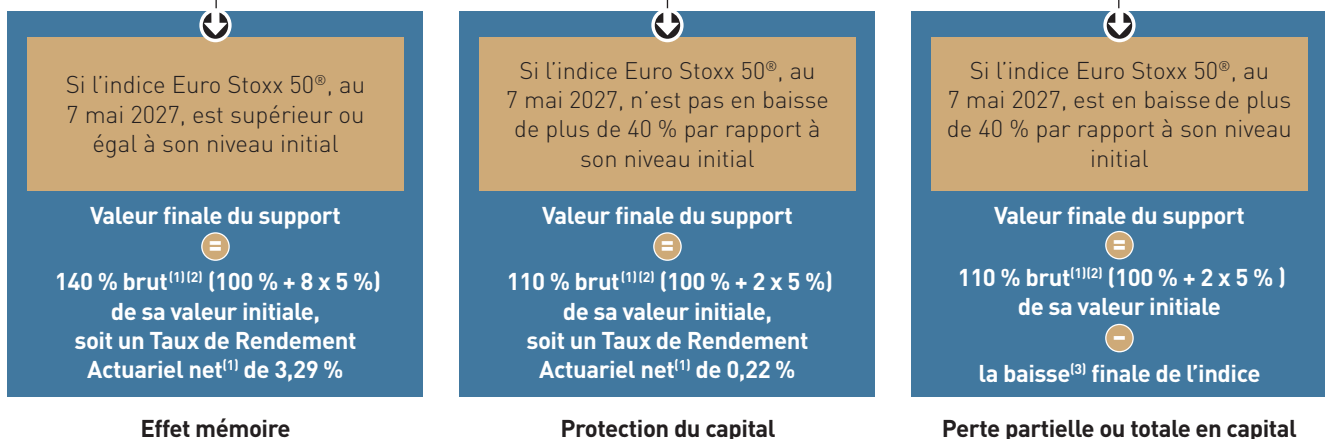 Si l'indice Euro Stoxx 50®, au
7 mai 2027, est supérieur ou
égal à son niveau initial
Valeur finale du support
=
140 % brut(1)(2) (100 % + 8 x 5 %)
de sa valeur initiale,
soit un Taux de Rendement
Actuariel net(1) de 3,29 %
Effet mémoire
Si l'indice Euro Stoxx 50®, au
7 mai 2027, n'est pas en baisse
de plus de 40 % par rapport à
son niveau initial
Valeur finale du support
=
110 % brut(1)(2) (100 % + 2 x 5 %)
de sa valeur initiale,
soit un Taux de Rendement
Actuariel net(1) de 0,22 %
Protection du capital
Si l'indice Euro Stoxx 50®, au
7 mai 2027, est en baisse de plus
de 40 % par rapport à son niveau
initial
Valeur finale du support
=
110 % brut(1)(2) (100 % + 2 x 5 % )
de sa valeur initiale
-
la baisse(3) finale de l'indice
Perte partielle ou totale en capital